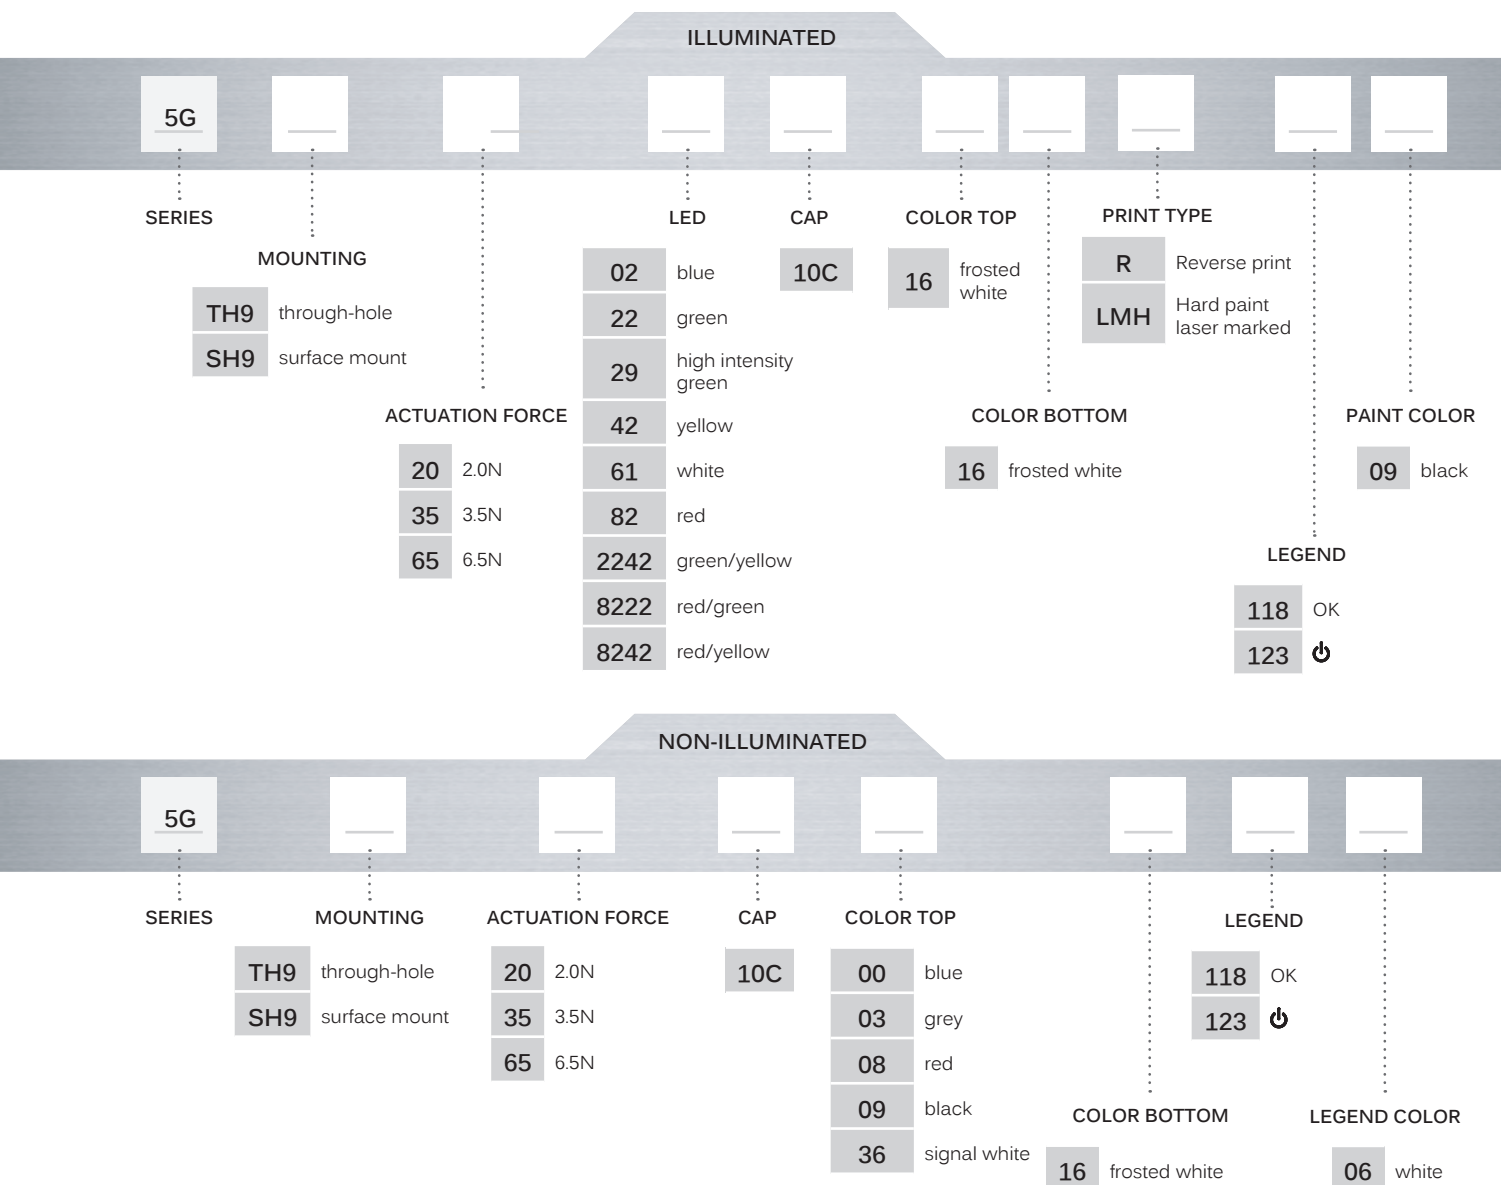 ILLUMINATED
5G
SERIES
MOUNTING
TH9 through-hole
SH9 surface mount
ACTUATION FORCE
20 2.0N
35 3.5N
65 6.5N
LED
02 blue
22 green
29 high intensity
green
42 yellow
61 white
82 red
2242 green/yellow
8222 red/green
8242 red/yellow
CAP
10C
COLOR TOP
16 frosted
white
COLOR BOTTOM
16 frosted white
PRINT TYPE
R Reverse print
LMH Hard paint
laser marked
LEGEND
118 OK
123
PAINT COLOR
09 black
NON-ILLUMINATED
5G
SERIES
MOUNTING
TH9 through-hole
SH9 surface mount
ACTUATION FORCE
20 2.0N
35 3.5N
65 6.5N
CAP
10C
COLOR TOP
00 blue
03 grey
08 red
09 black
36 signal white
COLOR BOTTOM
16 frosted white
LEGEND
118 OK
123
LEGEND COLOR
06 white